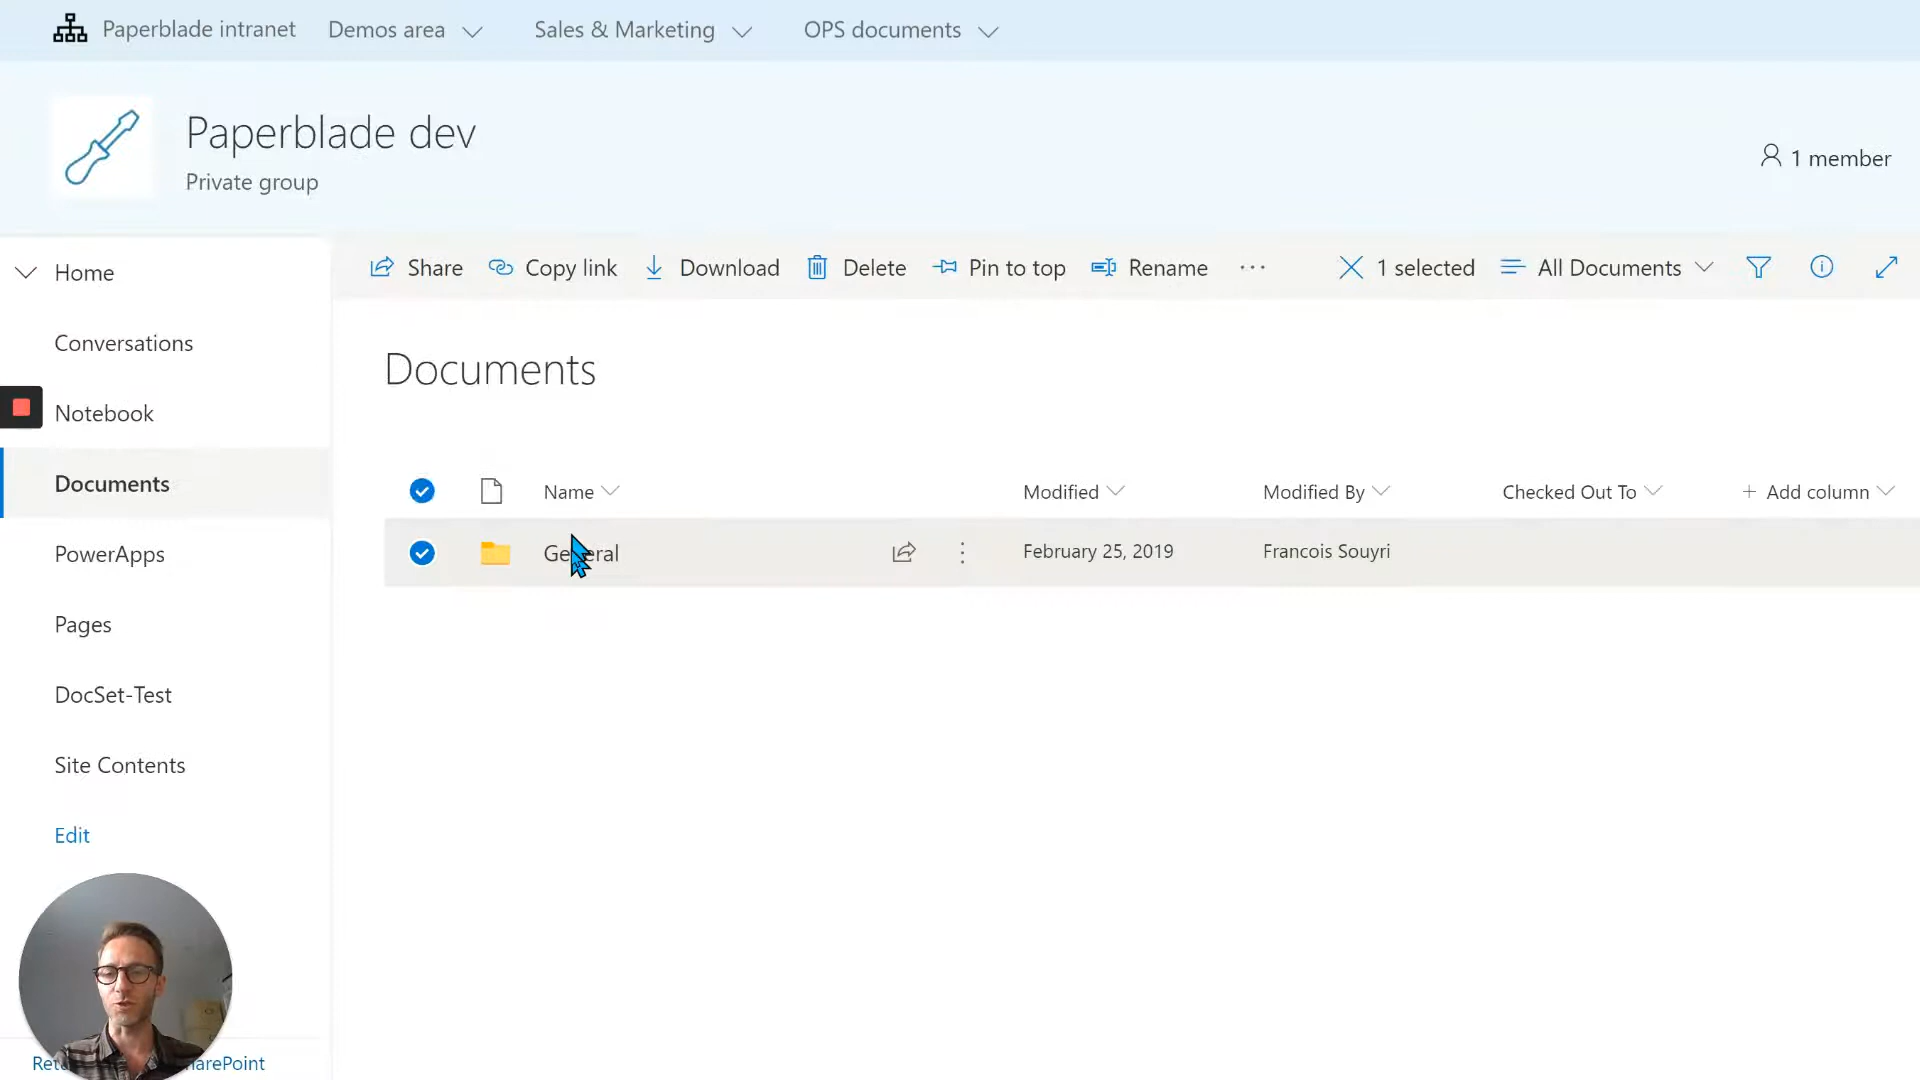 Paperblade intranet Demos area Sales & Marketing OPS documents
Paperblade dev
Private group
1 member
Share Copy link Download Delete Pin to top Rename ... 1 selected All Documents
Home
Conversations
Notebook
Documents
PowerApps
Pages
DocSet-Test
Site Contents
Edit
Documents
Name Modified Modified By Checked Out To + Add column
General February 25, 2019 Francois Souyri